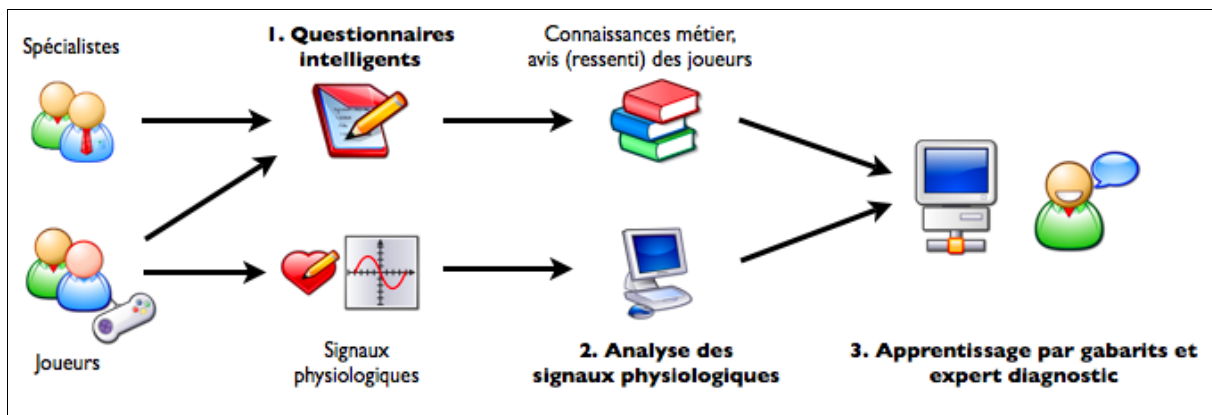 Spécialistes
1. Questionnaires
intelligents
Connaissances métier,
avis (ressenti) des joueurs
Joueurs
Signaux
physiologiques
2. Analyse des
signaux physiologiques
3. Apprentissage par gabarits et
expert diagnostic